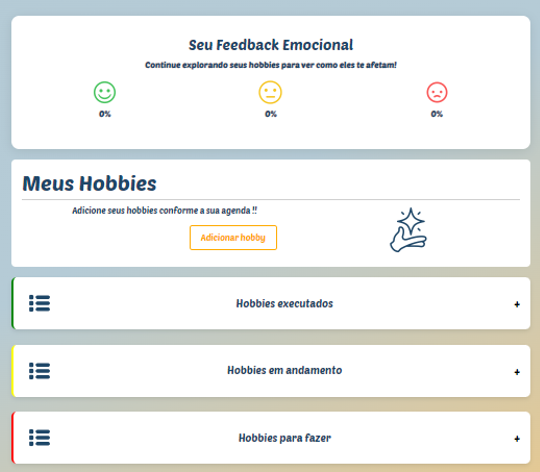 Seu Feedback Emocional
Continue explorando seus hobbies para ver como eles te afetam!
0% 0% 0%
Meus Hobbies
Adicione seus hobbies conforme a sua agenda !!
Adicionar hobby
Hobbies executados +
Hobbies em andamento +
Hobbies para fazer +